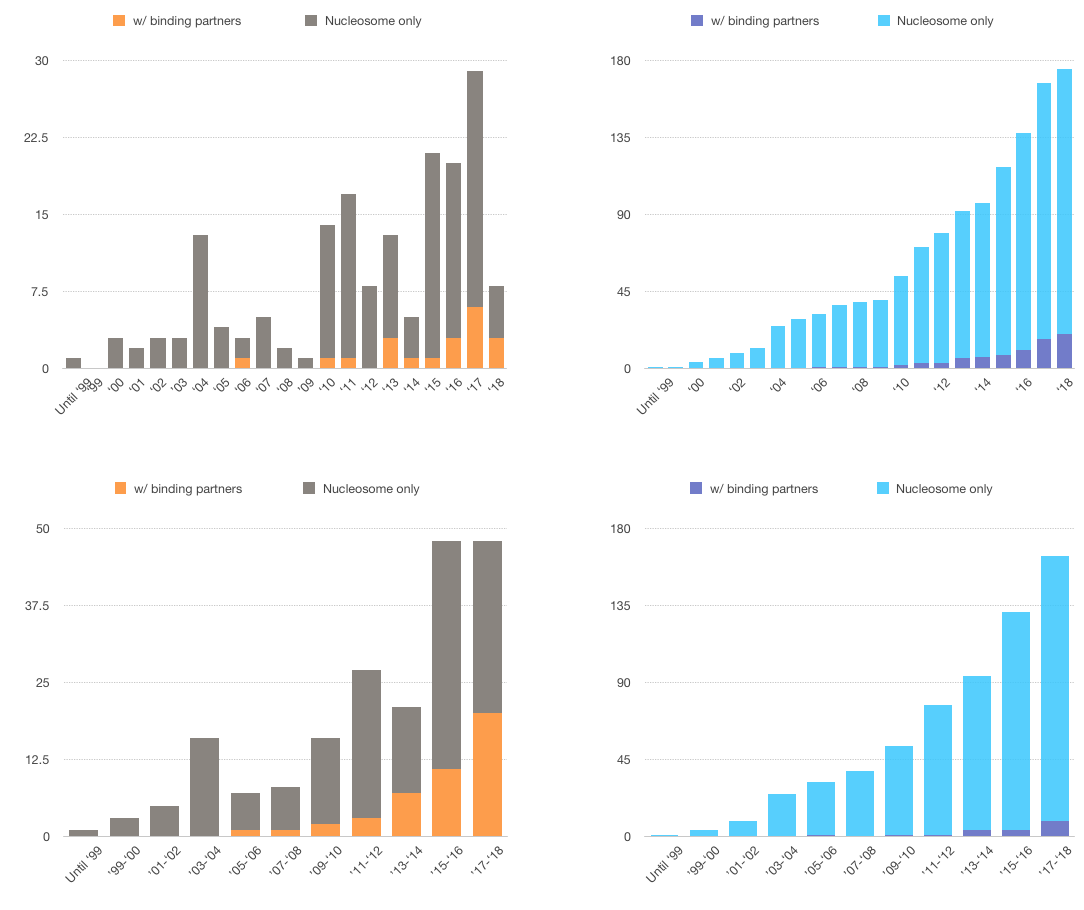 w/ binding partners Nucleosome only
30
22.5
15
7.5
0
Until '99 '99 '00 '01 '02 '03 '04 '05 '06 '07 '08 '09 '10 '11 '12 '13 '14 '15 '16 '17 '18
w/ binding partners Nucleosome only
180
135
90
45
0
Until '99 '00 '02 '04 '06 '08 '10 '12 '14 '16 '18
w/ binding partners Nucleosome only
50
37.5
25
12.5
0
Until '99 '99-'00 '01-'02 '03-'04 '05-'06 '07-'08 '09-'10 '11-'12 '13-'14 '15-'16 '17-'18
w/ binding partners Nucleosome only
180
135
90
45
0
Until '99 '99-'00 '01-'02 '03-'04 '05-'06 '07-'08 '09-'10 '11-'12 '13-'14 '15-'16 '17-'18